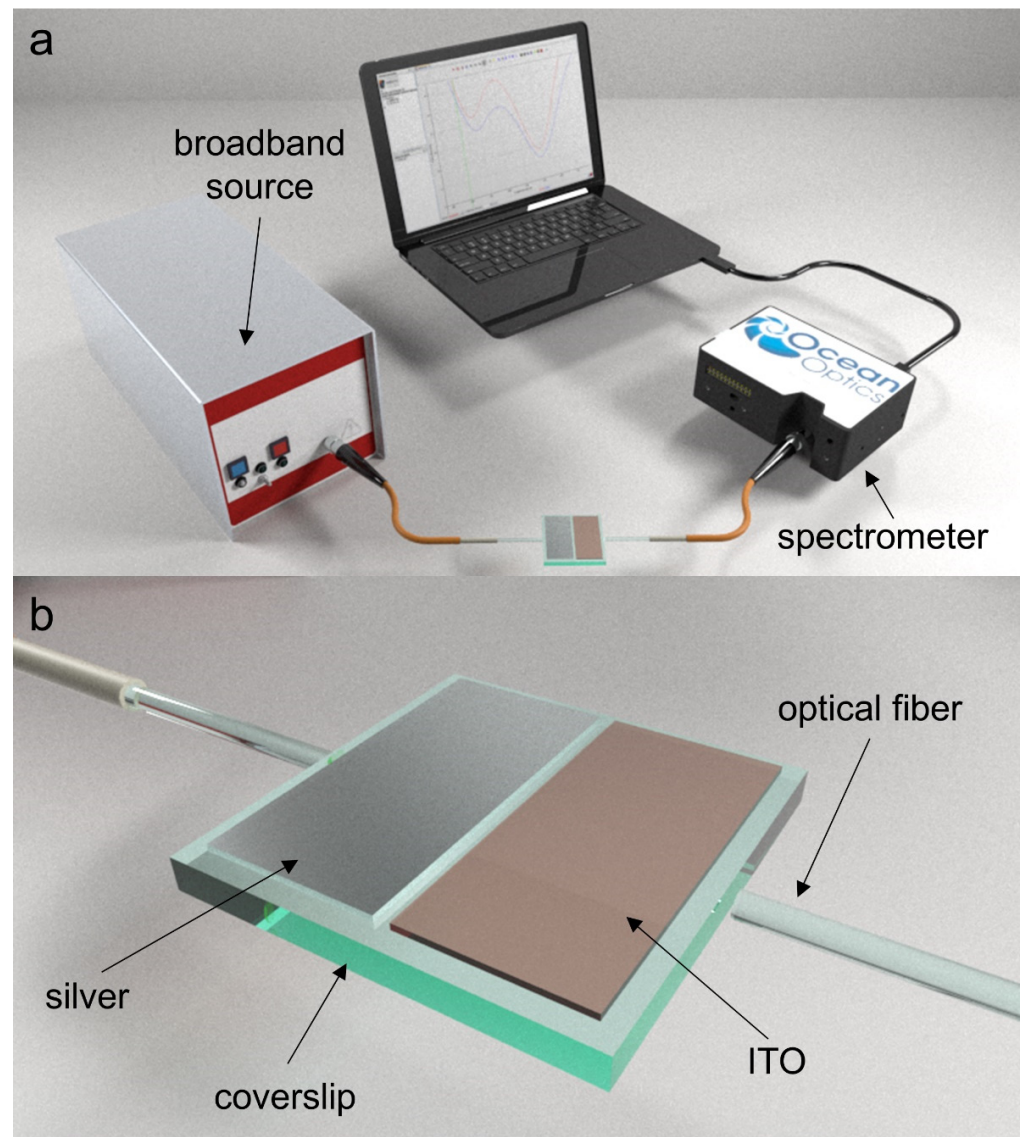 a
broadband
source
Ocean
Optics
spectrometer
b
optical fiber
silver
ITO
coverslip